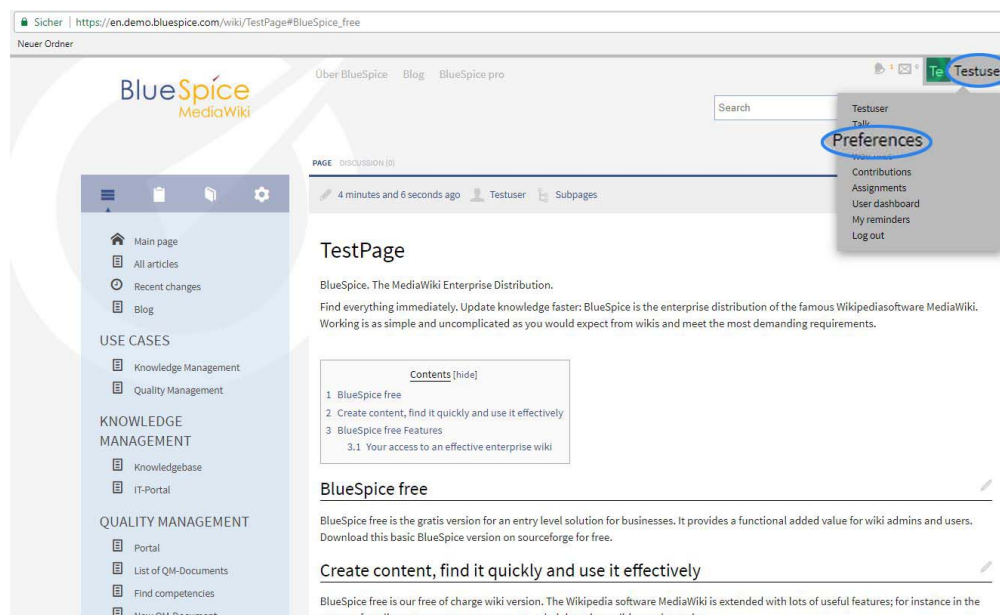 Sicher | https://en.demo.bluespice.com/wiki/TestPage#BlueSpice_free
Neuer Ordner
BlueSpice
MediaWiki
Über BlueSpice Blog BlueSpice pro
Te Testuse
Search
Testuser
Talk
Preferences
Contributions
Assignments
User dashboard
My reminders
Log out
PAGE DISCUSSION (0)
4 minutes and 6 seconds ago Testuser Subpages
Main page
All articles
Recent changes
Blog
USE CASES
Knowledge Management
Quality Management
KNOWLEDGE
MANAGEMENT
Knowledgebase
IT-Portal
QUALITY MANAGEMENT
Portal
List of QM-Documents
Find competencies
New QM-Document
TestPage
BlueSpice. The MediaWiki Enterprise Distribution.
Find everything immediately. Update knowledge faster: BlueSpice is the enterprise distribution of the famous Wikipediasoftware MediaWiki.
Working is as simple and uncomplicated as you would expect from wikis and meet the most demanding requirements.
Contents [hide]
1 BlueSpice free
2 Create content, find it quickly and use it effectively
3 BlueSpice free Features
3.1 Your access to an effective enterprise wiki
BlueSpice free
BlueSpice free is the gratis version for an entry level solution for businesses. It provides a functional added value for wiki admins and users.
Download this basic BlueSpice version on sourceforge for free.
Create content, find it quickly and use it effectively
BlueSpice free is our free of charge wiki version. The Wikipedia software MediaWiki is extended with lots of useful features; for instance in the